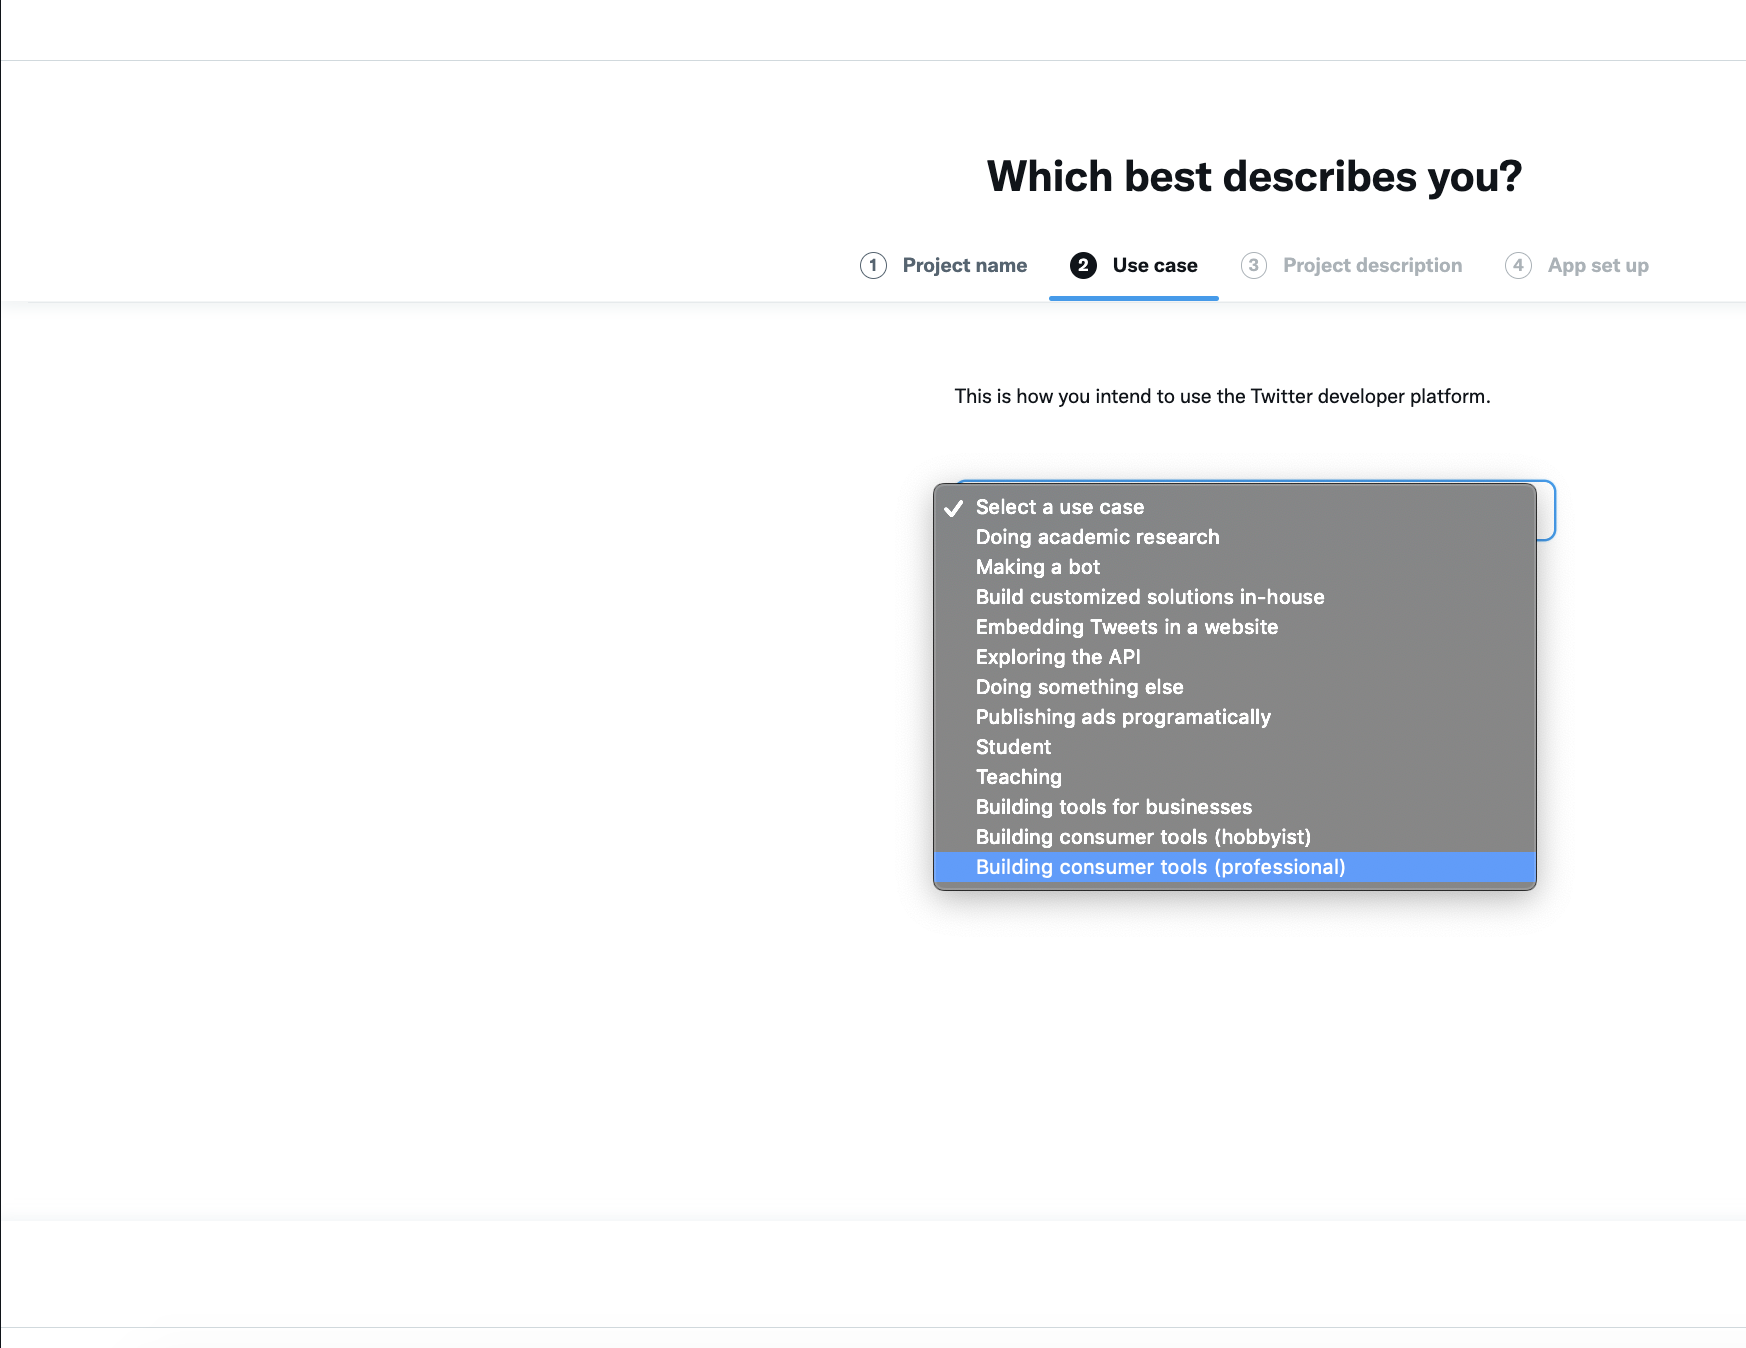 Which best describes you?
1 Project name 2 Use case 3 Project description 4 App set up
This is how you intend to use the Twitter developer platform.
Select a use case
Doing academic research
Making a bot
Build customized solutions in-house
Embedding Tweets in a website
Exploring the API
Doing something else
Publishing ads programatically
Student
Teaching
Building tools for businesses
Building consumer tools (hobbyist)
Building consumer tools (professional)